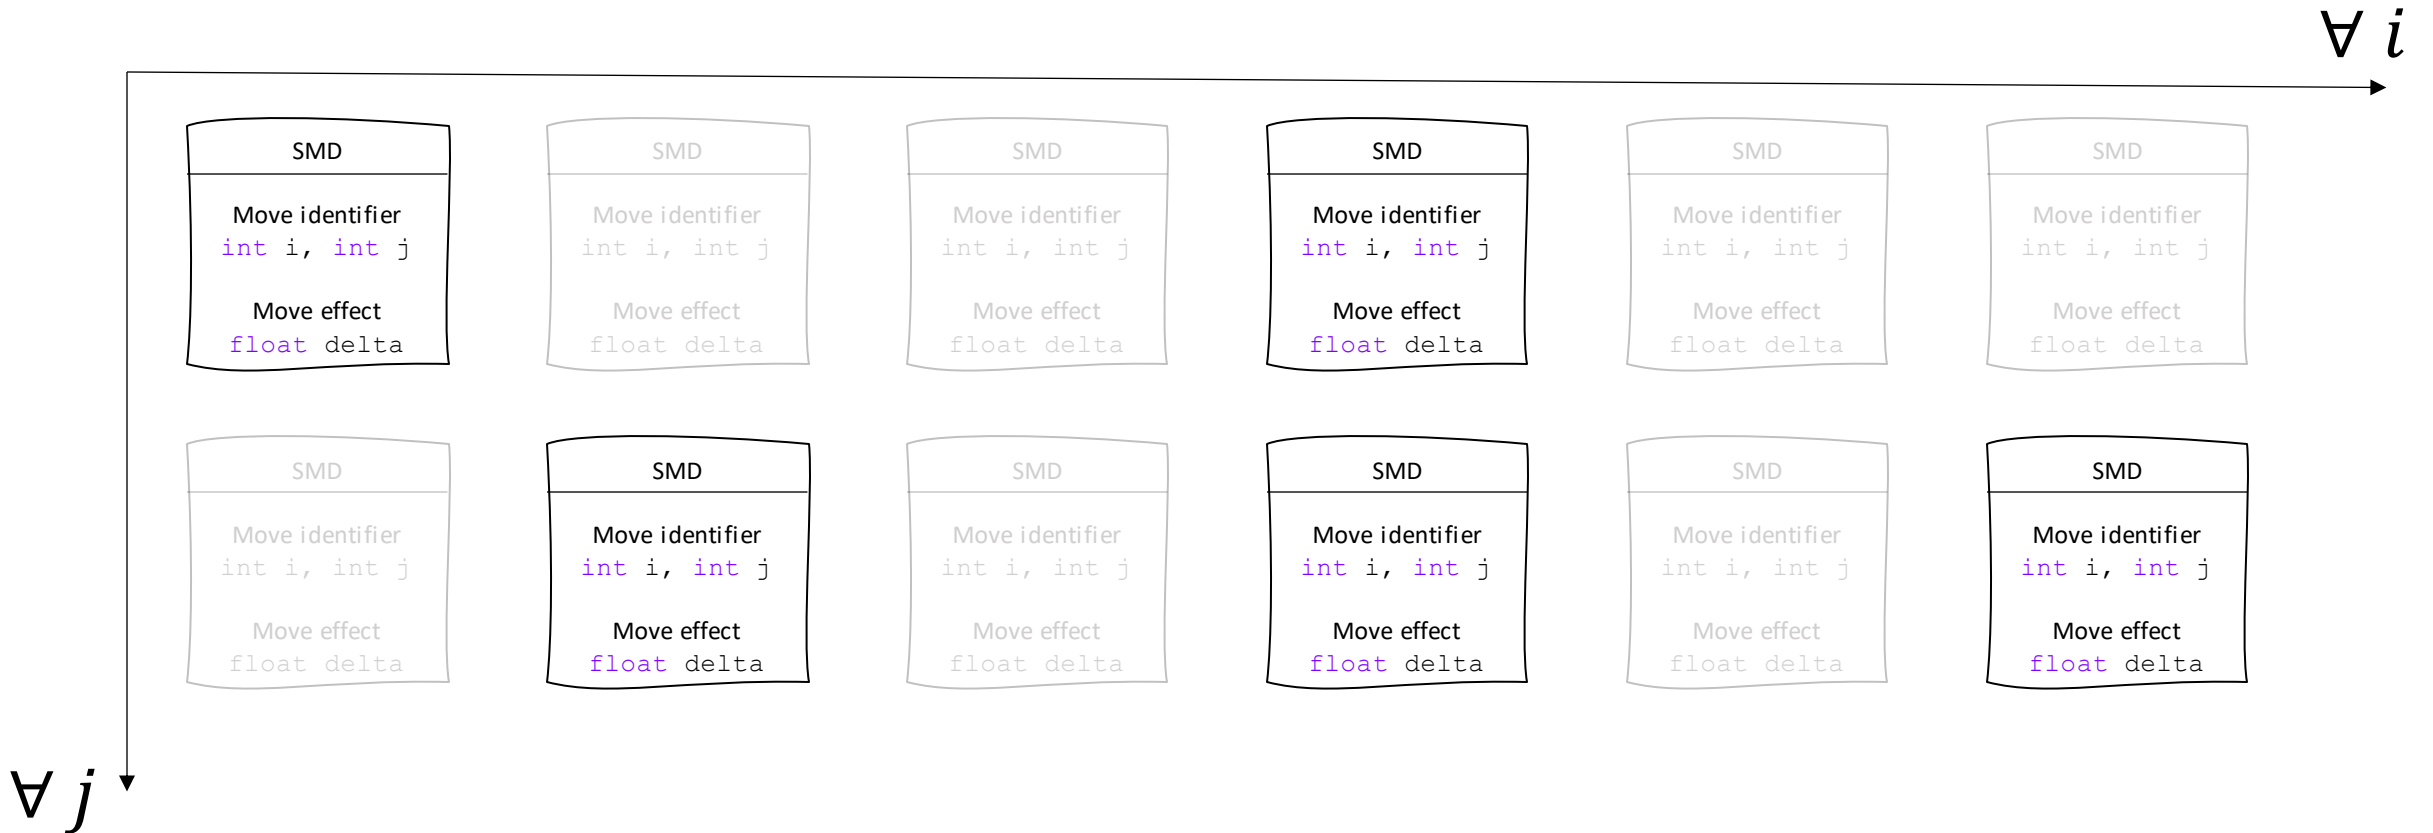 ∀ i
SMD SMD SMD SMD SMD SMD
Move identifier Move identifier Move identifier Move identifier Move identifier Move identifier
int i, int j int i, int j int i, int j int i, int j int i, int j int i, int j
Move effect Move effect Move effect Move effect Move effect Move effect
float delta float delta float delta float delta float delta float delta
SMD SMD SMD SMD SMD SMD
Move identifier Move identifier Move identifier Move identifier Move identifier Move identifier
int i, int j int i, int j int i, int j int i, int j int i, int j int i, int j
Move effect Move effect Move effect Move effect Move effect Move effect
float delta float delta float delta float delta float delta float delta
∀ j